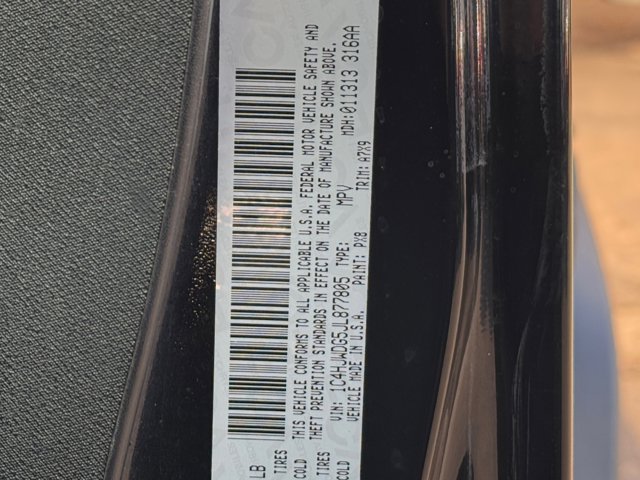 LB
TIRES
COLD
THIS VEHICLE CONFORMS TO ALL APPLICABLE U.S.A. FEDERAL MOTOR VEHICLE SAFETY AND
THEFT PREVENTION STANDARDS IN EFFECT ON THE DATE OF MANUFACTURE SHOWN ABOVE.
TIRES
COLD
VIN: 1C4HJWDG5JL877805 TYPE: MPV MDH:011313 316AA
VEHICLE MADE IN U.S.A. PAINT: PX8 TRIM: A7X9